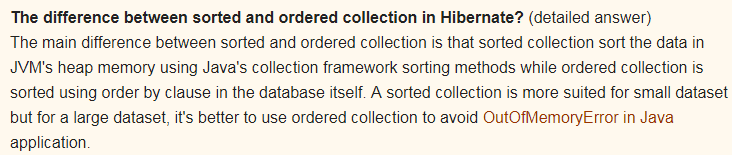 The difference between sorted and ordered collection in Hibernate? (detailed answer)
The main difference between sorted and ordered collection is that sorted collection sort the data in
JVM's heap memory using Java's collection framework sorting methods while ordered collection is
sorted using order by clause in the database itself. A sorted collection is more suited for small dataset
but for a large dataset, it's better to use ordered collection to avoid OutOfMemoryError in Java
application.